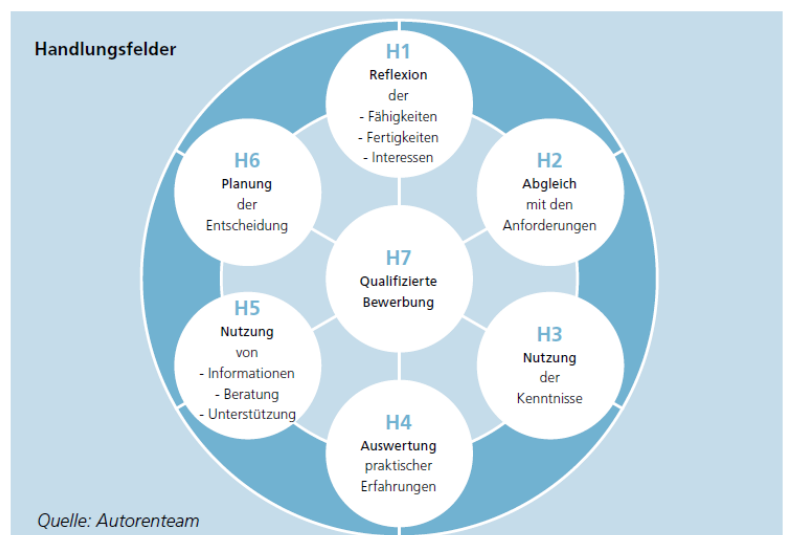 Handlungsfelder
H1
Reflexion
der
- Fähigkeiten
- Fertigkeiten
- Interessen
H2
Abgleich
mit den
Anforderungen
H3
Nutzung
der
Kenntnisse
H4
Auswertung
praktischer
Erfahrungen
H5
Nutzung
von
- Informationen
- Beratung
- Unterstützung
H6
Planung
der
Entscheidung
H7
Qualifizierte
Bewerbung
Quelle: Autorenteam